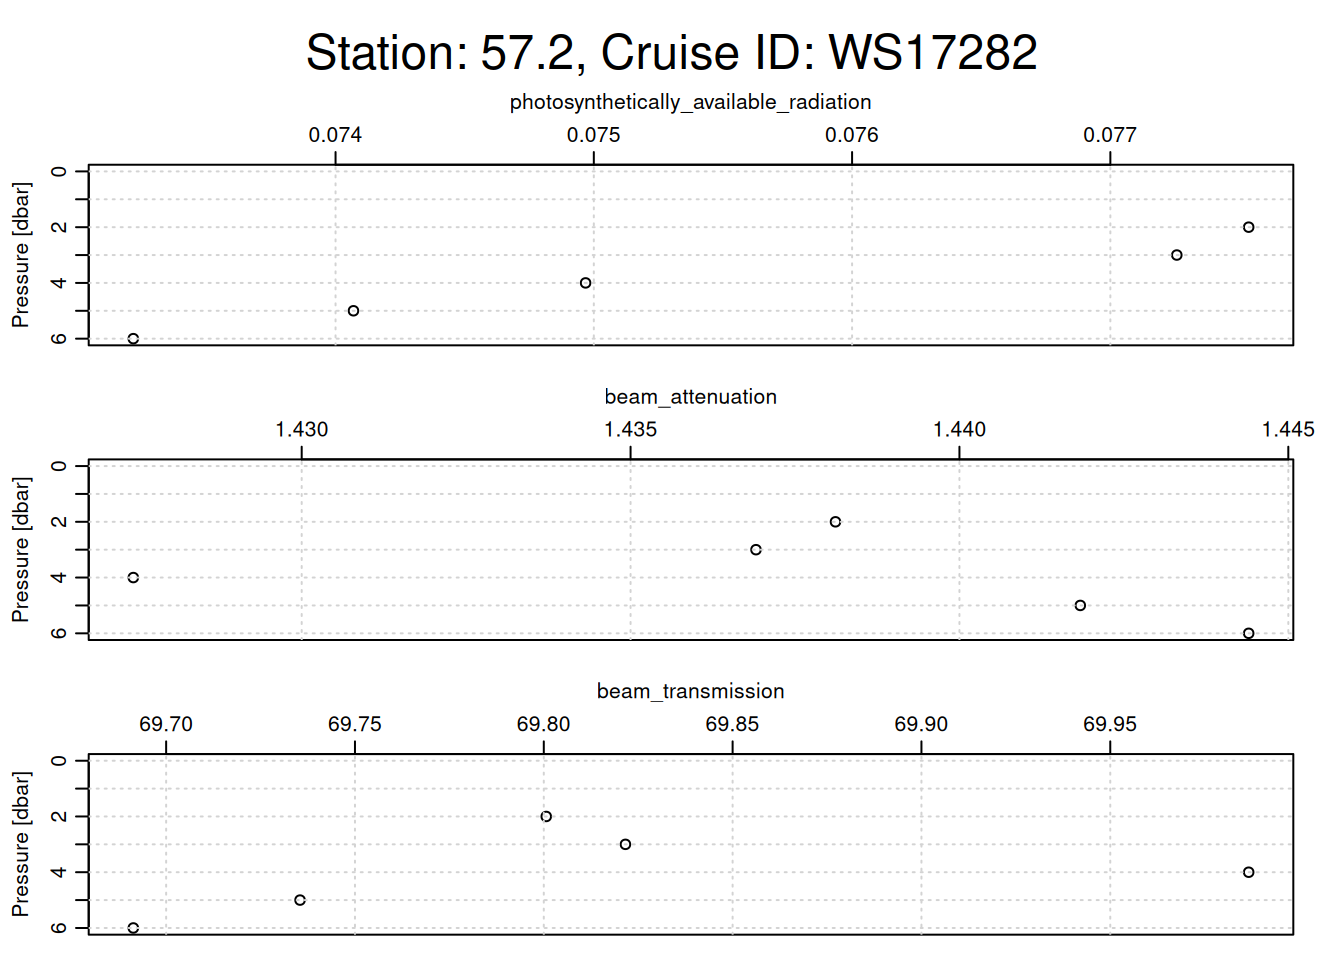 Station: 57.2, Cruise ID: WS17282
photosynthetically_available_radiation
0.074 0.075 0.076 0.077
Pressure [dbar]
0
2
4
6
beam_attenuation
1.430 1.435 1.440 1.445
Pressure [dbar]
0
2
4
6
beam_transmission
69.70 69.75 69.80 69.85 69.90 69.95
Pressure [dbar]
0
2
4
6